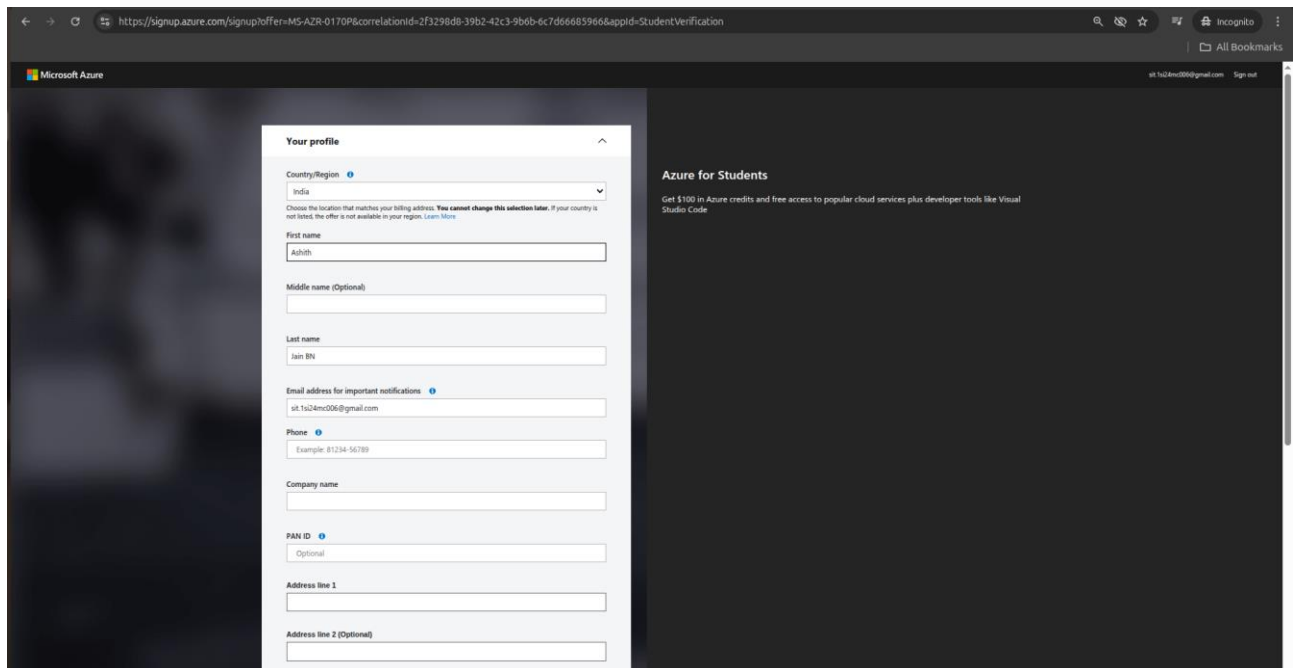 https://signup.azure.com/signup?offer=MS-AZR-0170P&correlationId=2f3298d8-39b2-42c3-9b6b-6c7d66685966&appId=StudentVerification
Incognito
All Bookmarks
Microsoft Azure
sit.1si24mc006@gmail.com Sign out
Your profile
Country/Region
India
Choose the location that matches your billing address. You cannot change this selection later. If your country is
not listed, the offer is not available in your region. Learn More
First name
Ashith
Middle name (Optional)
Last name
Jain BN
Email address for important notifications
sit.1si24mc006@gmail.com
Phone
Example: 81234-56789
Company name
PAN ID
Optional
Address line 1
Address line 2 (Optional)
Azure for Students
Get $100 in Azure credits and free access to popular cloud services plus developer tools like Visual
Studio Code